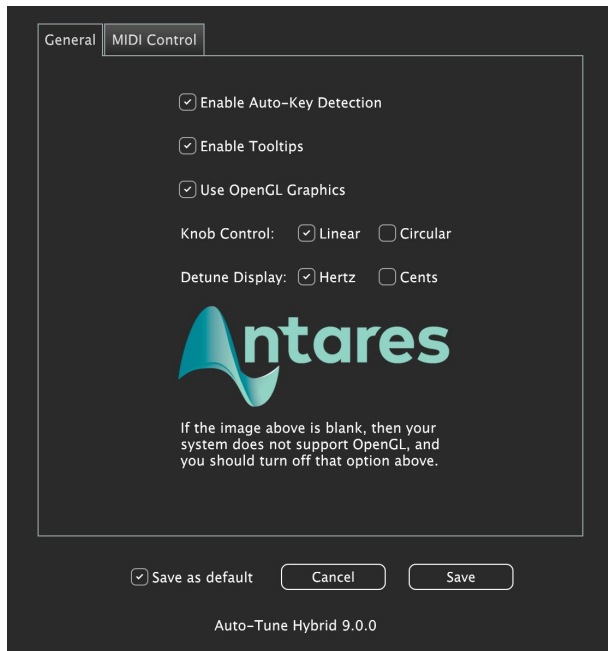 General MIDI Control
Enable Auto-Key Detection
Enable Tooltips
Use OpenGL Graphics
Knob Control: Linear Circular
Detune Display: Hertz Cents
Antares
If the image above is blank, then your
system does not support OpenGL, and
you should turn off that option above.
Save as default Cancel Save
Auto-Tune Hybrid 9.0.0